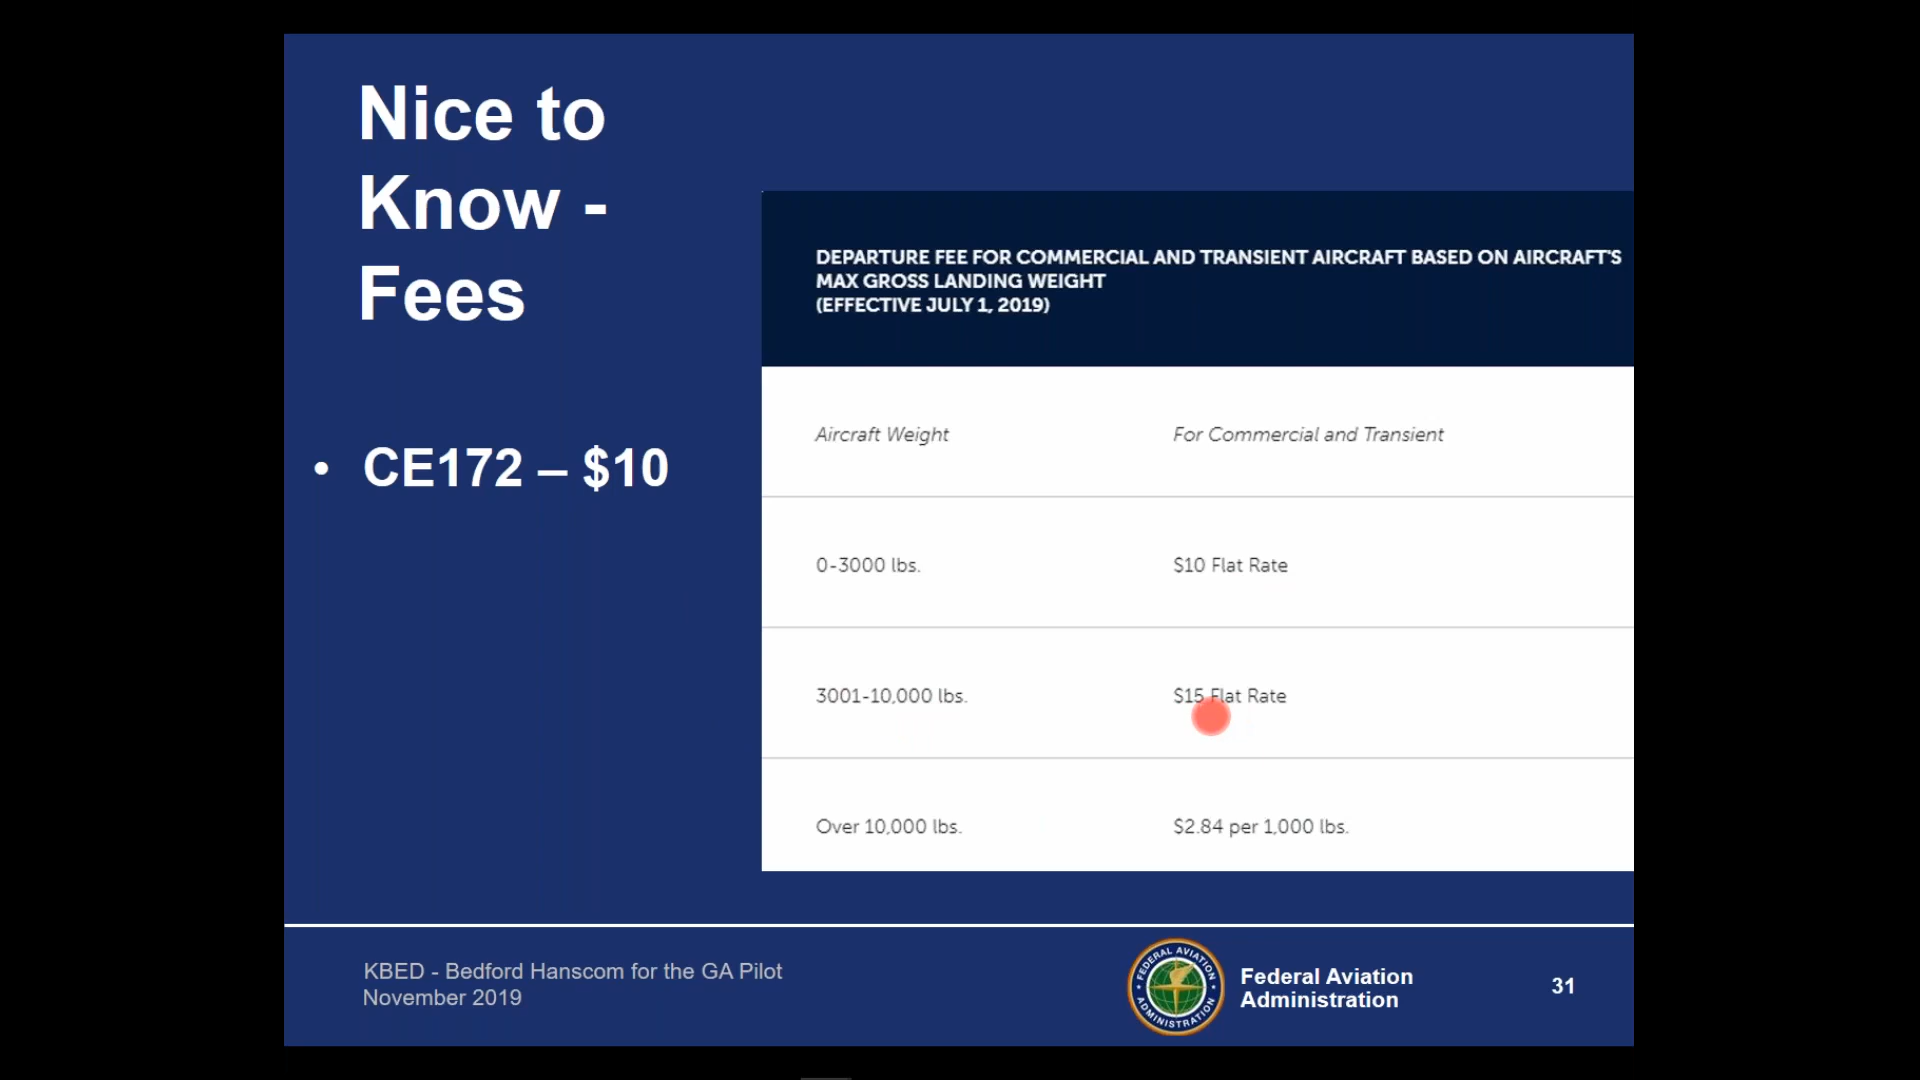 Nice to
Know -
Fees
• CE172 – $10
DEPARTURE FEE FOR COMMERCIAL AND TRANSIENT AIRCRAFT BASED ON AIRCRAFT'S
MAX GROSS LANDING WEIGHT
(EFFECTIVE JULY 1, 2019)
Aircraft Weight For Commercial and Transient
0-3000 lbs. $10 Flat Rate
3001-10,000 lbs. $15 Flat Rate
Over 10,000 lbs. $2.84 per 1,000 lbs.
KBED - Bedford Hanscom for the GA Pilot
November 2019
FEDERAL AVIATION
ADMINISTRATION
Federal Aviation
Administration
31